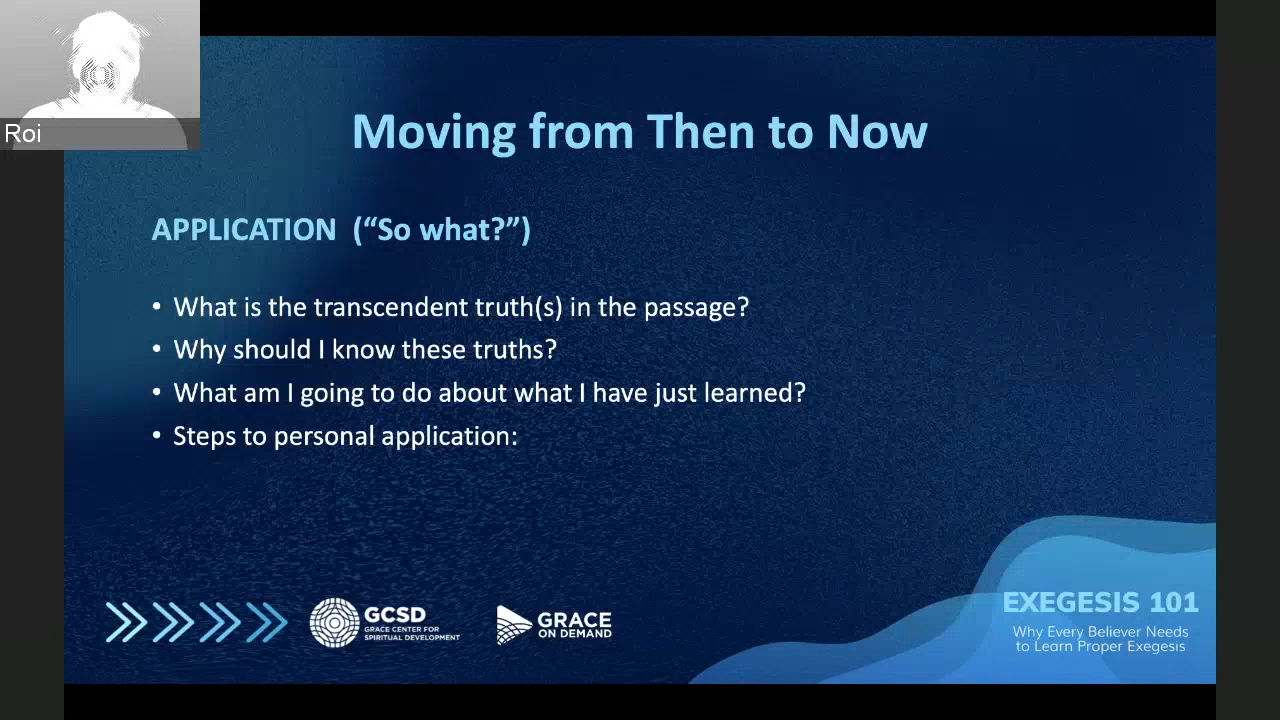 Roi
Moving from Then to Now
APPLICATION (“So what?”)
• What is the transcendent truth(s) in the passage?
• Why should I know these truths?
• What am I going to do about what I have just learned?
• Steps to personal application:
GCSD
GRACE CENTER FOR
SPIRITUAL DEVELOPMENT
GRACE
ON DEMAND
EXEGESIS 101
Why Every Believer Needs
to Learn Proper Exegesis